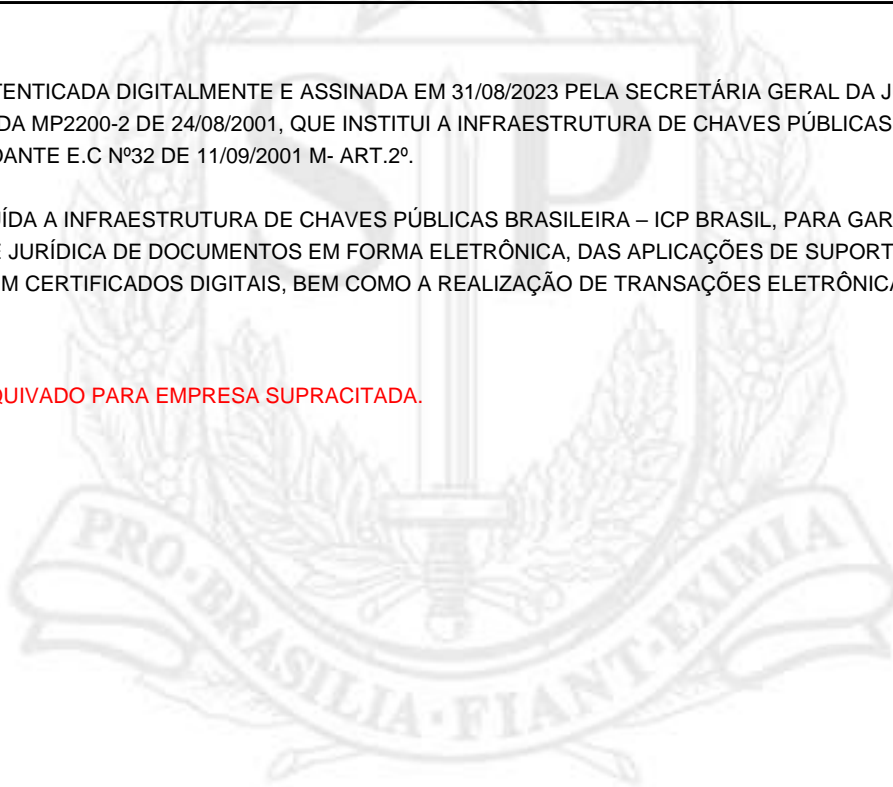 TENTICADA DIGITALMENTE E ASSINADA EM 31/08/2023 PELA SECRETÁRIA GERAL DA J
DA MP2200-2 DE 24/08/2001, QUE INSTITUI A INFRAESTRUTURA DE CHAVES PÚBLICAS
DANTE E.C Nº32 DE 11/09/2001 M- ART.2º.
UÍDA A INFRAESTRUTURA DE CHAVES PÚBLICAS BRASILEIRA – ICP BRASIL, PARA GAR
E JURÍDICA DE DOCUMENTOS EM FORMA ELETRÔNICA, DAS APLICAÇÕES DE SUPORT
EM CERTIFICADOS DIGITAIS, BEM COMO A REALIZAÇÃO DE TRANSAÇÕES ELETRÔNICA
QUIVADO PARA EMPRESA SUPRACITADA.
SP
PRO·BRASILIA·FIANT·EXIMIA